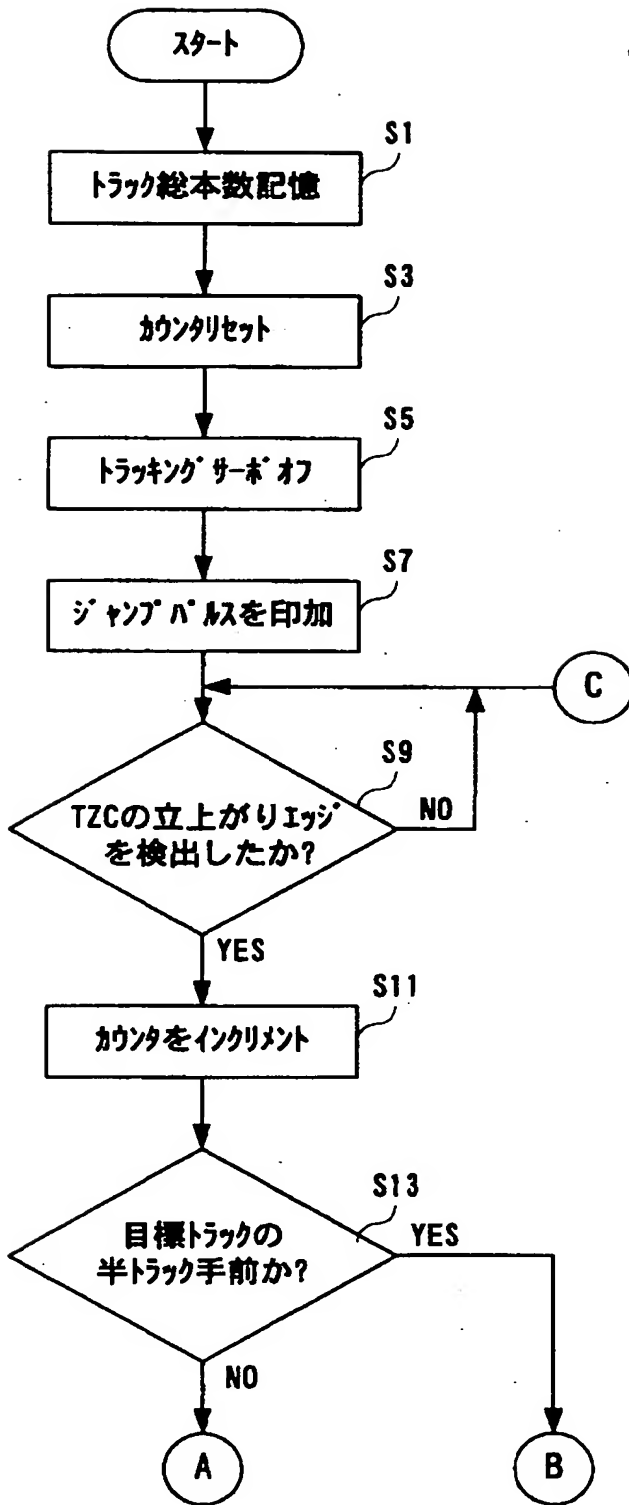 スタート
S1
トラック総本数記憶
S3
カウンタリセット
S5
トラッキングサーボオフ
S7
ジャンプパルスを印加
C
S9
TZCの立上がりエッジ
を検出したか?
NO
YES
S11
カウンタをインクリメント
S13
目標トラックの
半トラック手前か?
YES
NO
A
B